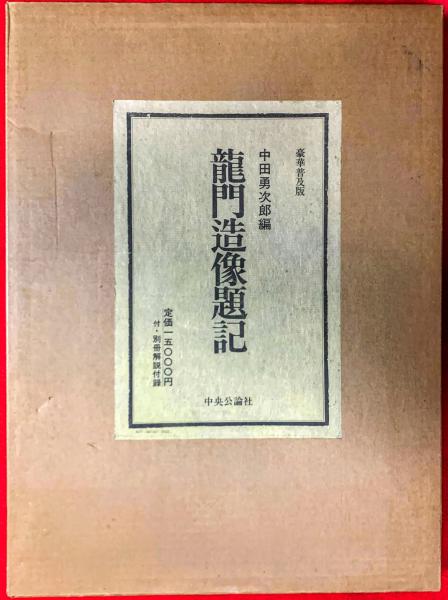 豪華普及版
中田勇次郎編
龍門造像題記
定価一五〇〇〇円
付・別冊解説付録
中央公論社